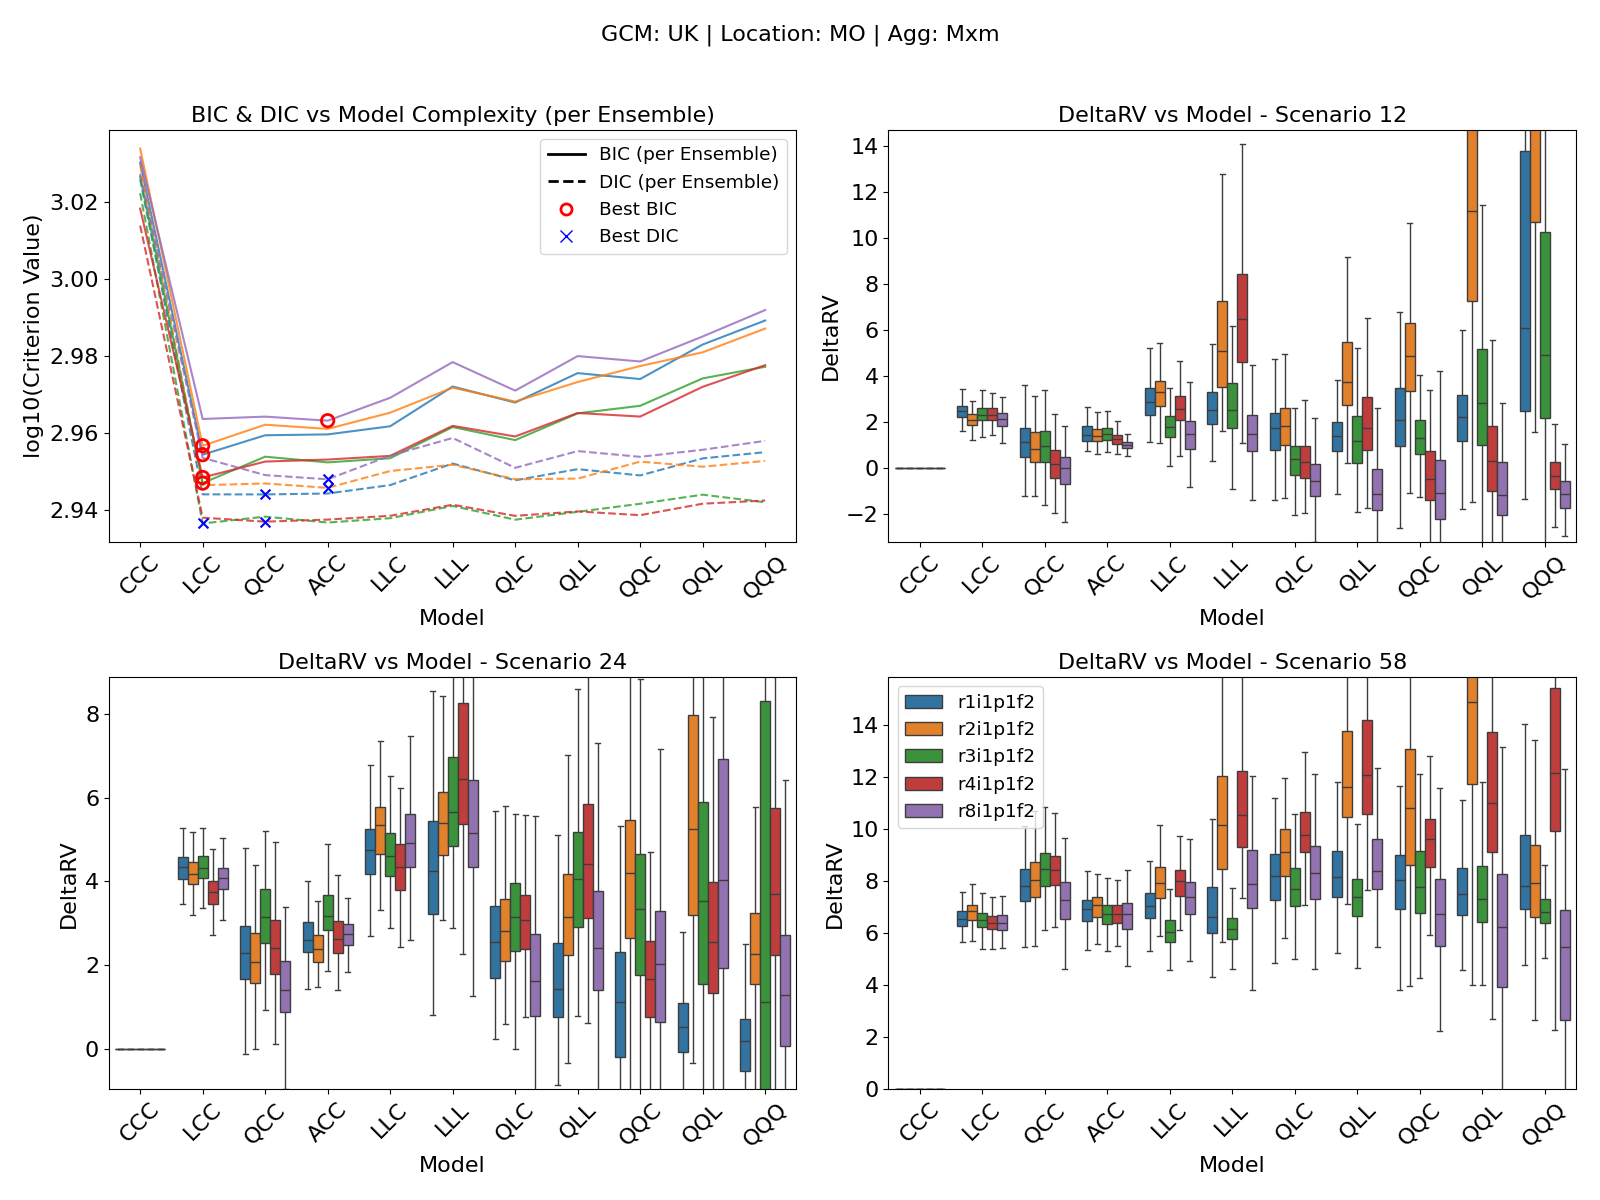 GCM: UK | Location: MO | Agg: Mxm
BIC & DIC vs Model Complexity (per Ensemble)
log10(Criterion Value)
3.02
3.00
2.98
2.96
2.94
BIC (per Ensemble)
DIC (per Ensemble)
Best BIC
Best DIC
CCC LCC QCC ACC LLC LLL QLC QLL QQC QQL QQQ
Model
DeltaRV vs Model - Scenario 12
DeltaRV
14
12
10
8
6
4
2
0
−2
CCC LCC QCC ACC LLC LLL QLC QLL QQC QQL QQQ
Model
DeltaRV vs Model - Scenario 24
DeltaRV
8
6
4
2
0
CCC LCC QCC ACC LLC LLL QLC QLL QQC QQL QQQ
Model
DeltaRV vs Model - Scenario 58
DeltaRV
14
12
10
8
6
4
2
0
r1i1p1f2
r2i1p1f2
r3i1p1f2
r4i1p1f2
r8i1p1f2
CCC LCC QCC ACC LLC LLL QLC QLL QQC QQL QQQ
Model